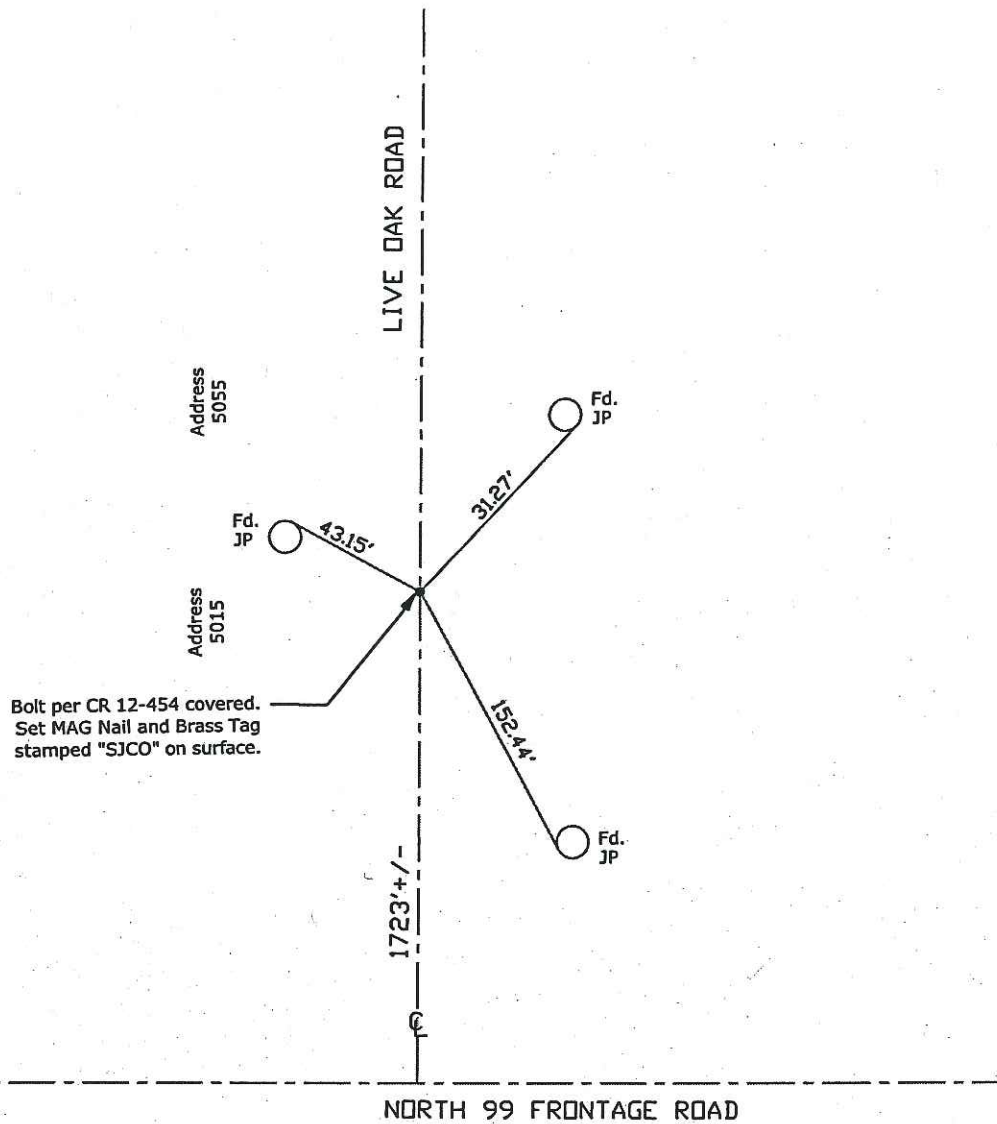 LIVE OAK ROAD
Address
5055
Fd.
JP
31.27'
Fd.
JP
43.15'
Address
5015
Bolt per CR 12-454 covered.
Set MAG Nail and Brass Tag
stamped "SJCO" on surface.
152.44'
Fd.
JP
1723'+/-
CL
NORTH 99 FRONTAGE ROAD